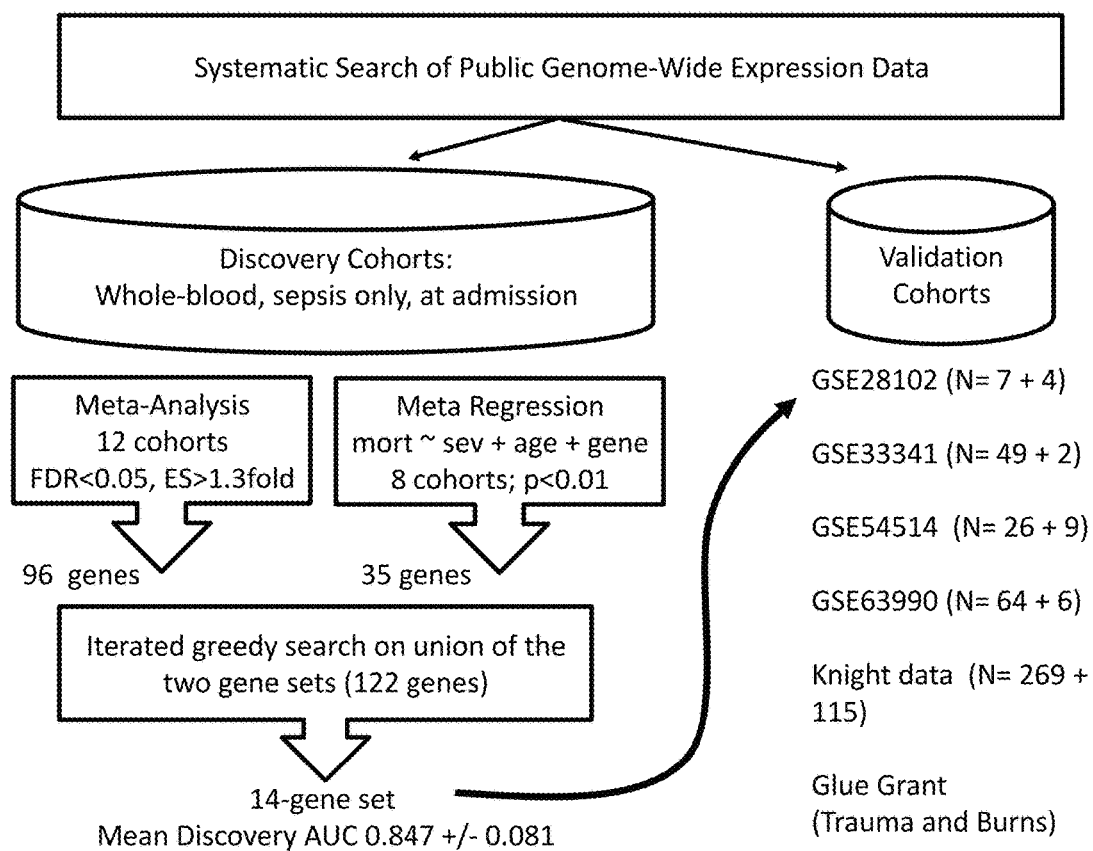 Systematic Search of Public Genome-Wide Expression Data
Discovery Cohorts:
Whole-blood, sepsis only, at admission
Validation
Cohorts
Meta-Analysis
12 cohorts
FDR<0.05, ES>1.3fold
Meta Regression
mort ~ sev + age + gene
8 cohorts; p<0.01
96 genes
35 genes
Iterated greedy search on union of the
two gene sets (122 genes)
14-gene set
Mean Discovery AUC 0.847 +/- 0.081
GSE28102 (N= 7 + 4)
GSE33341 (N= 49 + 2)
GSE54514 (N= 26 + 9)
GSE63990 (N= 64 + 6)
Knight data (N= 269 +
115)
Glue Grant
(Trauma and Burns)